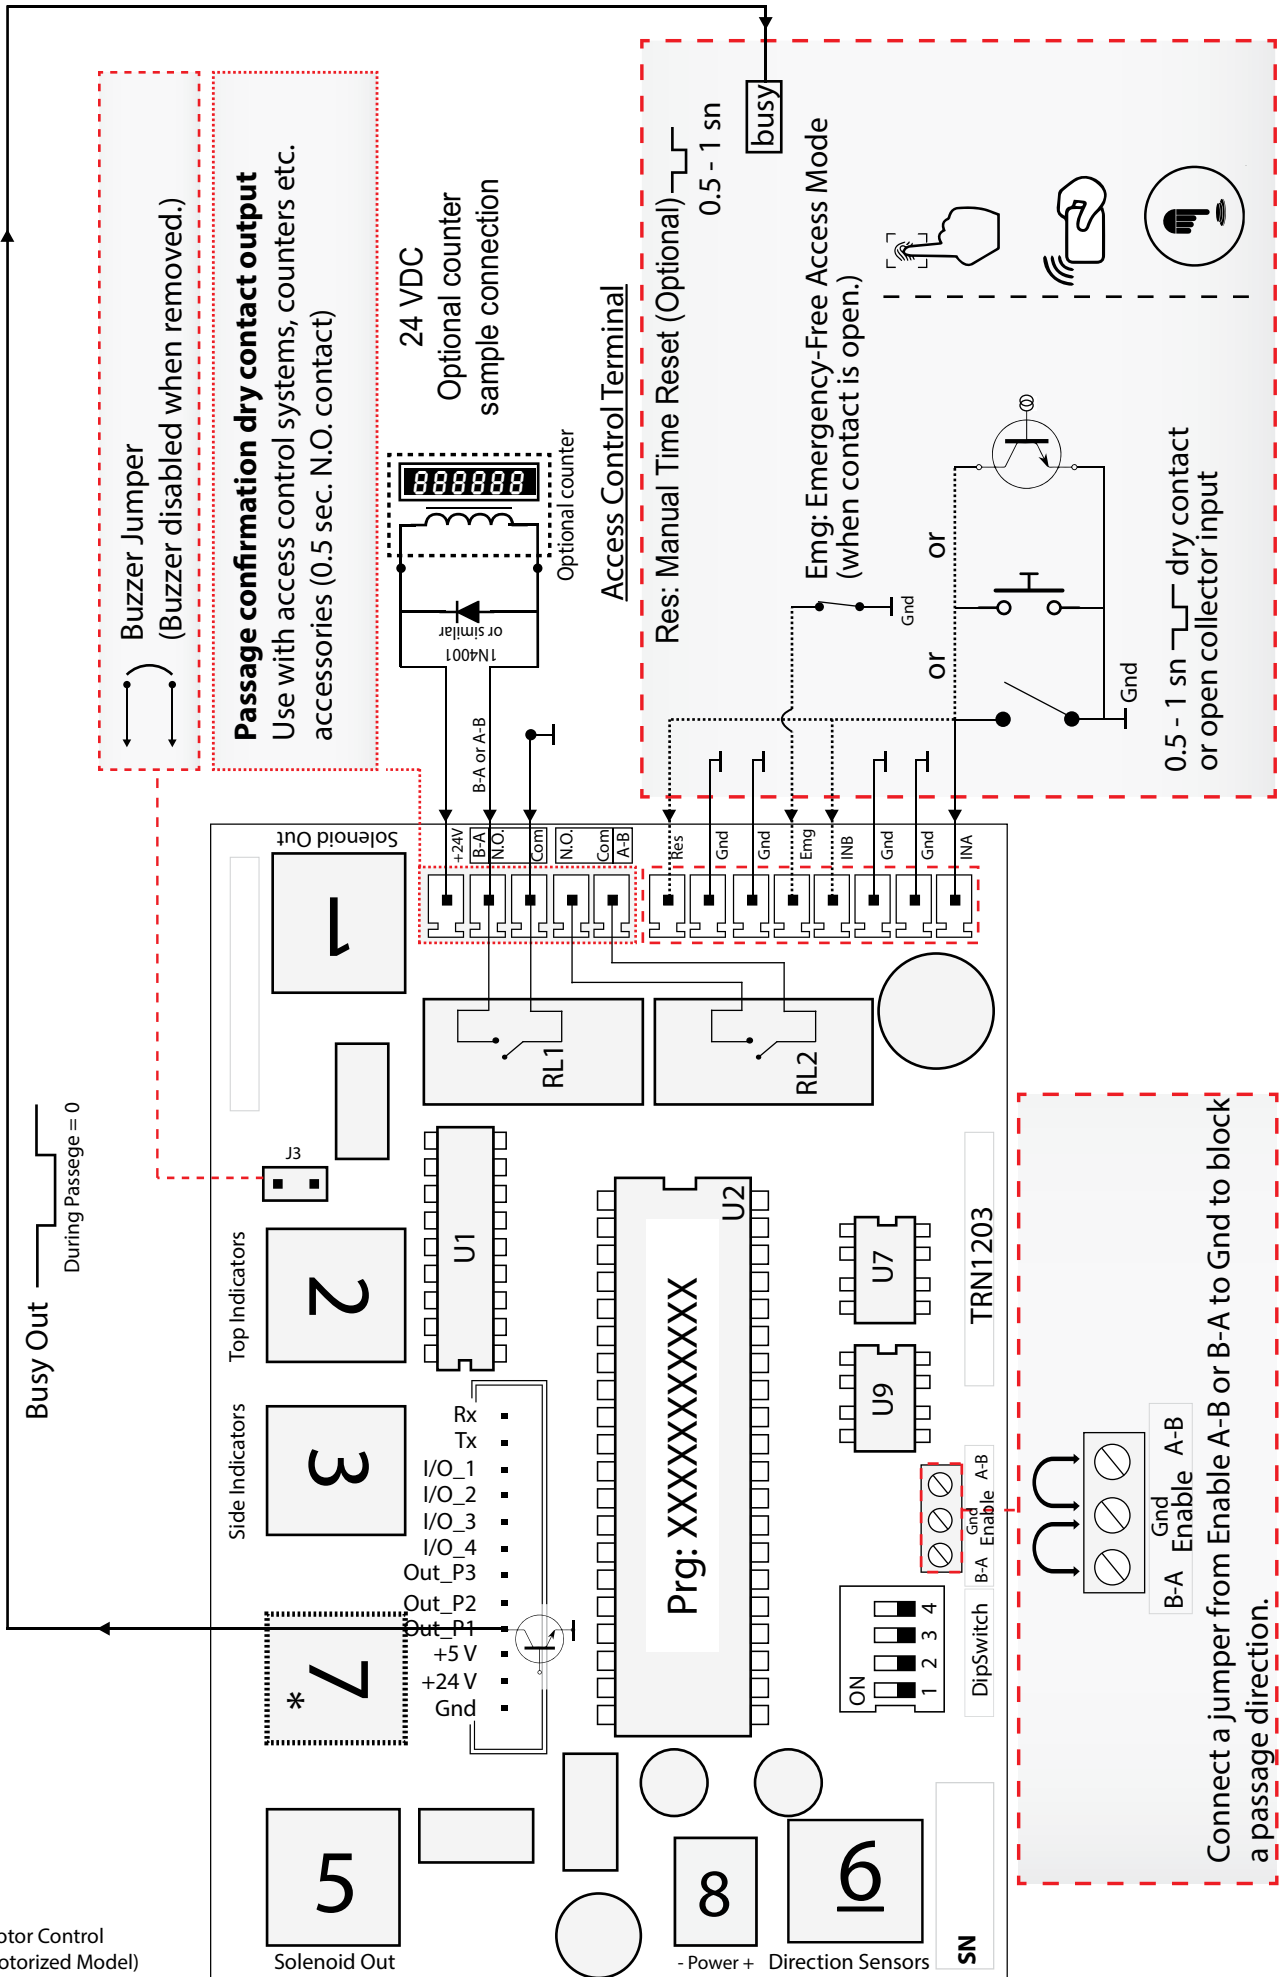 Busy Out
During Passege = 0
Buzzer Jumper
(Buzzer disabled when removed.)
Passage confirmation dry contact output
Use with access control systems, counters etc.
accessories (0.5 sec. N.O. contact)
24 VDC
Optional counter
sample connection
888888
Optional counter
1N4001
or similar
B-A or A-B
Access Control Terminal
Res: Manual Time Reset (Optional)
0.5 - 1 sn
busy
Emg: Emergency-Free Access Mode
(when contact is open.)
Gnd
or
or
Gnd
0.5 - 1 sn dry contact
or open collector input
Solenoid Out
1
+24V
B-A
N.O.
Com
N.O.
Com
A-B
Res
Gnd
Gnd
Emg
INB
Gnd
Gnd
INA
RL1
RL2
J3
Top Indicators
2
Side Indicators
3
* 7
5
Solenoid Out
U1
U2
Prg: XXXXXXXXXXX
Rx
Tx
I/O_1
I/O_2
I/O_3
I/O_4
Out_P3
Out_P2
Out_P1
+5 V
+24 V
Gnd
U7
U9
TRN1203
B-A
Gnd
Enable
A-B
ON
1 2 3 4
DipSwitch
8
- Power +
6
Direction Sensors
SN
B-A
Gnd
Enable
A-B
Connect a jumper from Enable A-B or B-A to Gnd to block
a passage direction.
otor Control
otorized Model)